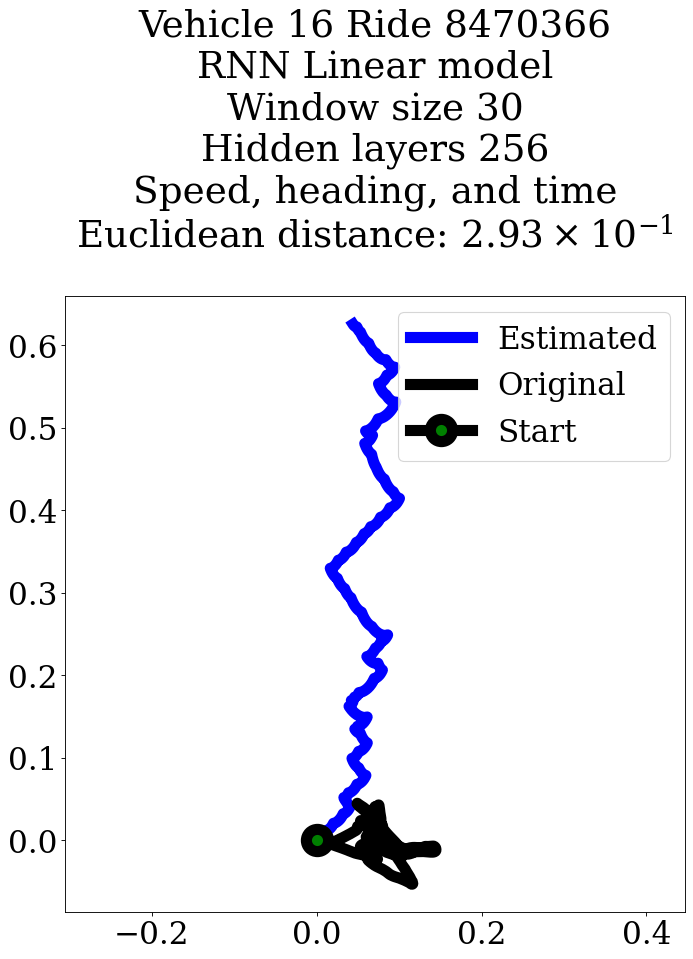 Vehicle 16 Ride 8470366
RNN Linear model
Window size 30
Hidden layers 256
Speed, heading, and time
Euclidean distance: 2.93 × 10⁻¹
Estimated
Original
Start
0.6
0.5
0.4
0.3
0.2
0.1
0.0
−0.2 0.0 0.2 0.4